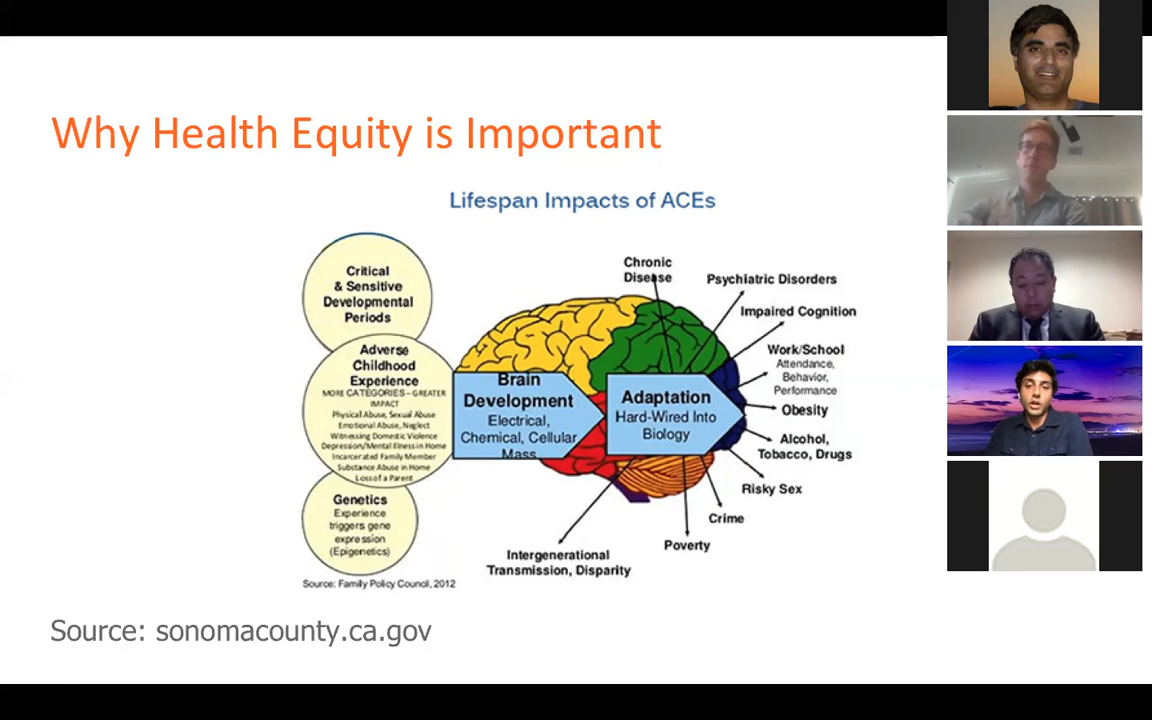 Why Health Equity is Important
Lifespan Impacts of ACEs
Critical
& Sensitive
Developmental
Periods
Adverse
Childhood
Experience
MORE CATEGORIES – GREATER
IMPACT
Physical Abuse, Sexual Abuse
Emotional Abuse, Neglect
Witnessing Domestic Violence
Depression/Mental Illness in Home
Incarcerated Family Member
Substance Abuse in Home
Loss of a Parent
Genetics
Experience
triggers gene
expression
(Epigenetics)
Brain
Development
Electrical,
Chemical, Cellular
Mass
Adaptation
Hard-Wired Into
Biology
Chronic
Disease
Psychiatric Disorders
Impaired Cognition
Work/School
Attendance,
Behavior,
Performance
Obesity
Alcohol,
Tobacco, Drugs
Risky Sex
Crime
Poverty
Intergenerational
Transmission, Disparity
Source: Family Policy Council, 2012
Source: sonomacounty.ca.gov